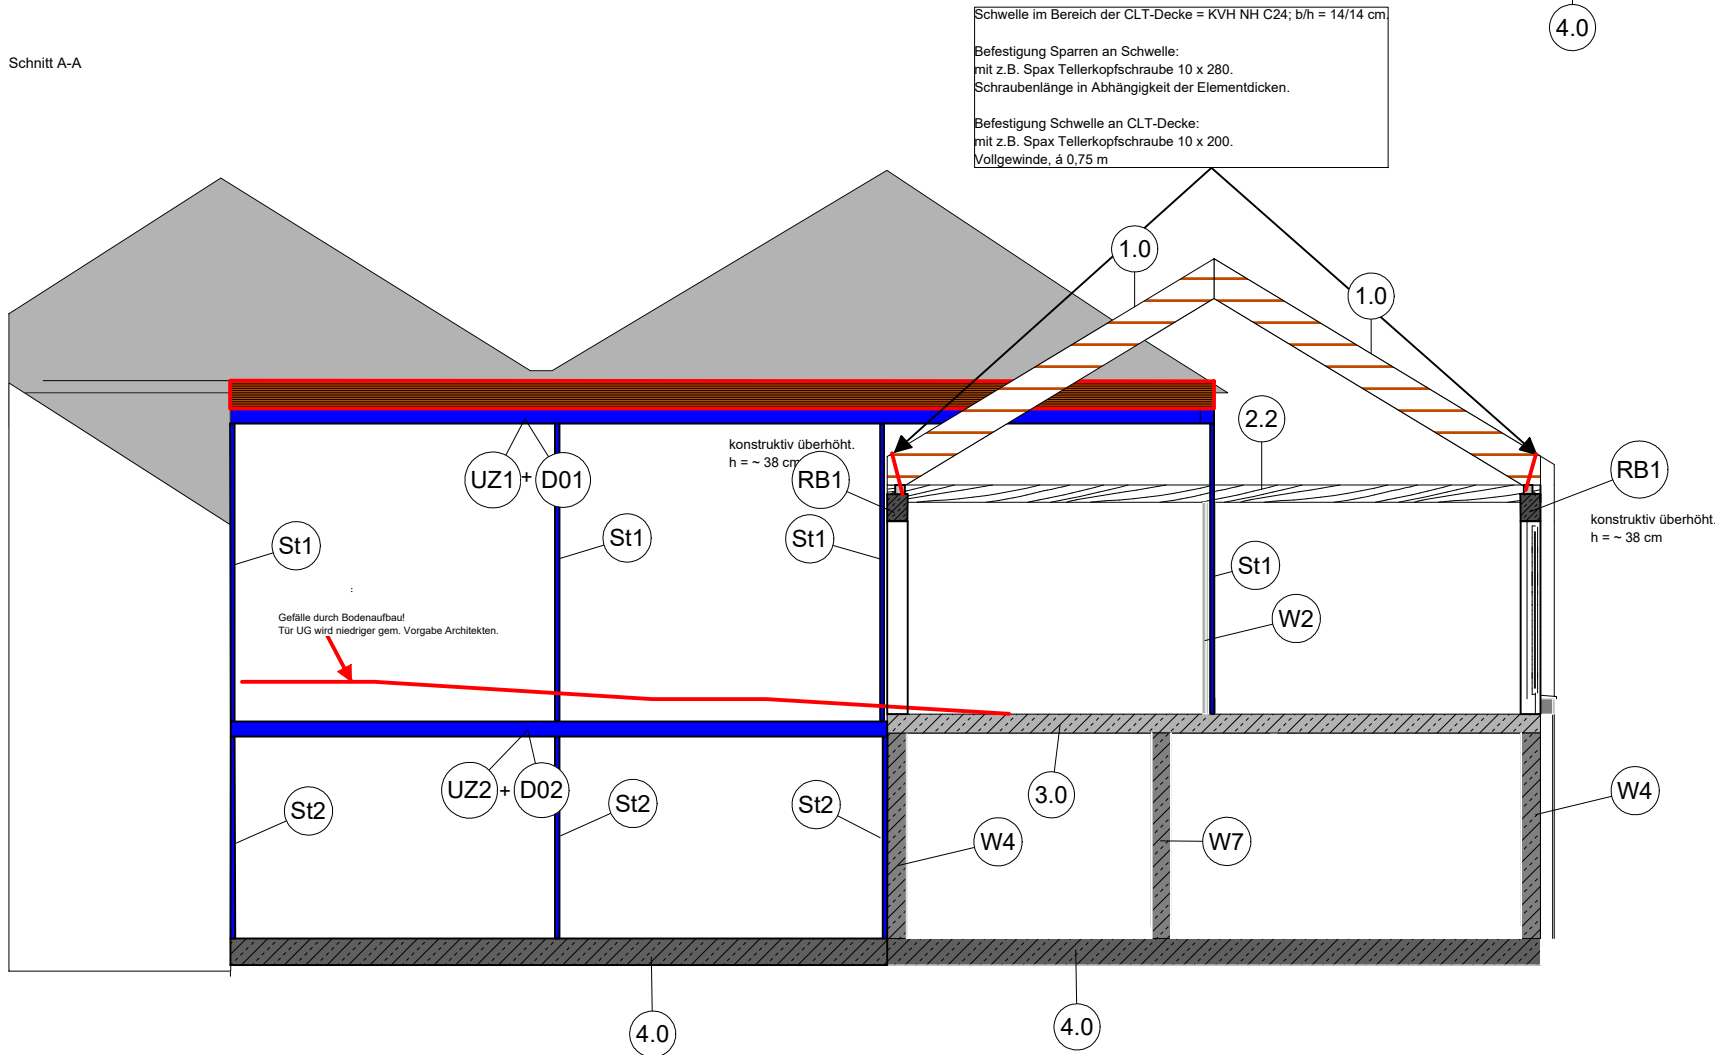 Schwelle im Bereich der CLT-Decke = KVH NH C24; b/h = 14/14 cm.
Befestigung Sparren an Schwelle:
mit z.B. Spax Tellerkopfschraube 10 x 280.
Schraubenlänge in Abhängigkeit der Elementdicken.
Befestigung Schwelle an CLT-Decke:
mit z.B. Spax Tellerkopfschraube 10 x 200.
Vollgewinde, á 0,75 m
4.0
Schnitt A-A
1.0
1.0
2.2
konstruktiv überhöht.
h = ~ 38 cm
UZ1 + D01
RB1
RB1
konstruktiv überhöht.
h = ~ 38 cm
St1
St1
St1
St1
:
Gefälle durch Bodenaufbau!
Tür UG wird niedriger gem. Vorgabe Architekten.
W2
UZ2 + D02
3.0
W4
St2
St2
St2
W4
W7
4.0
4.0